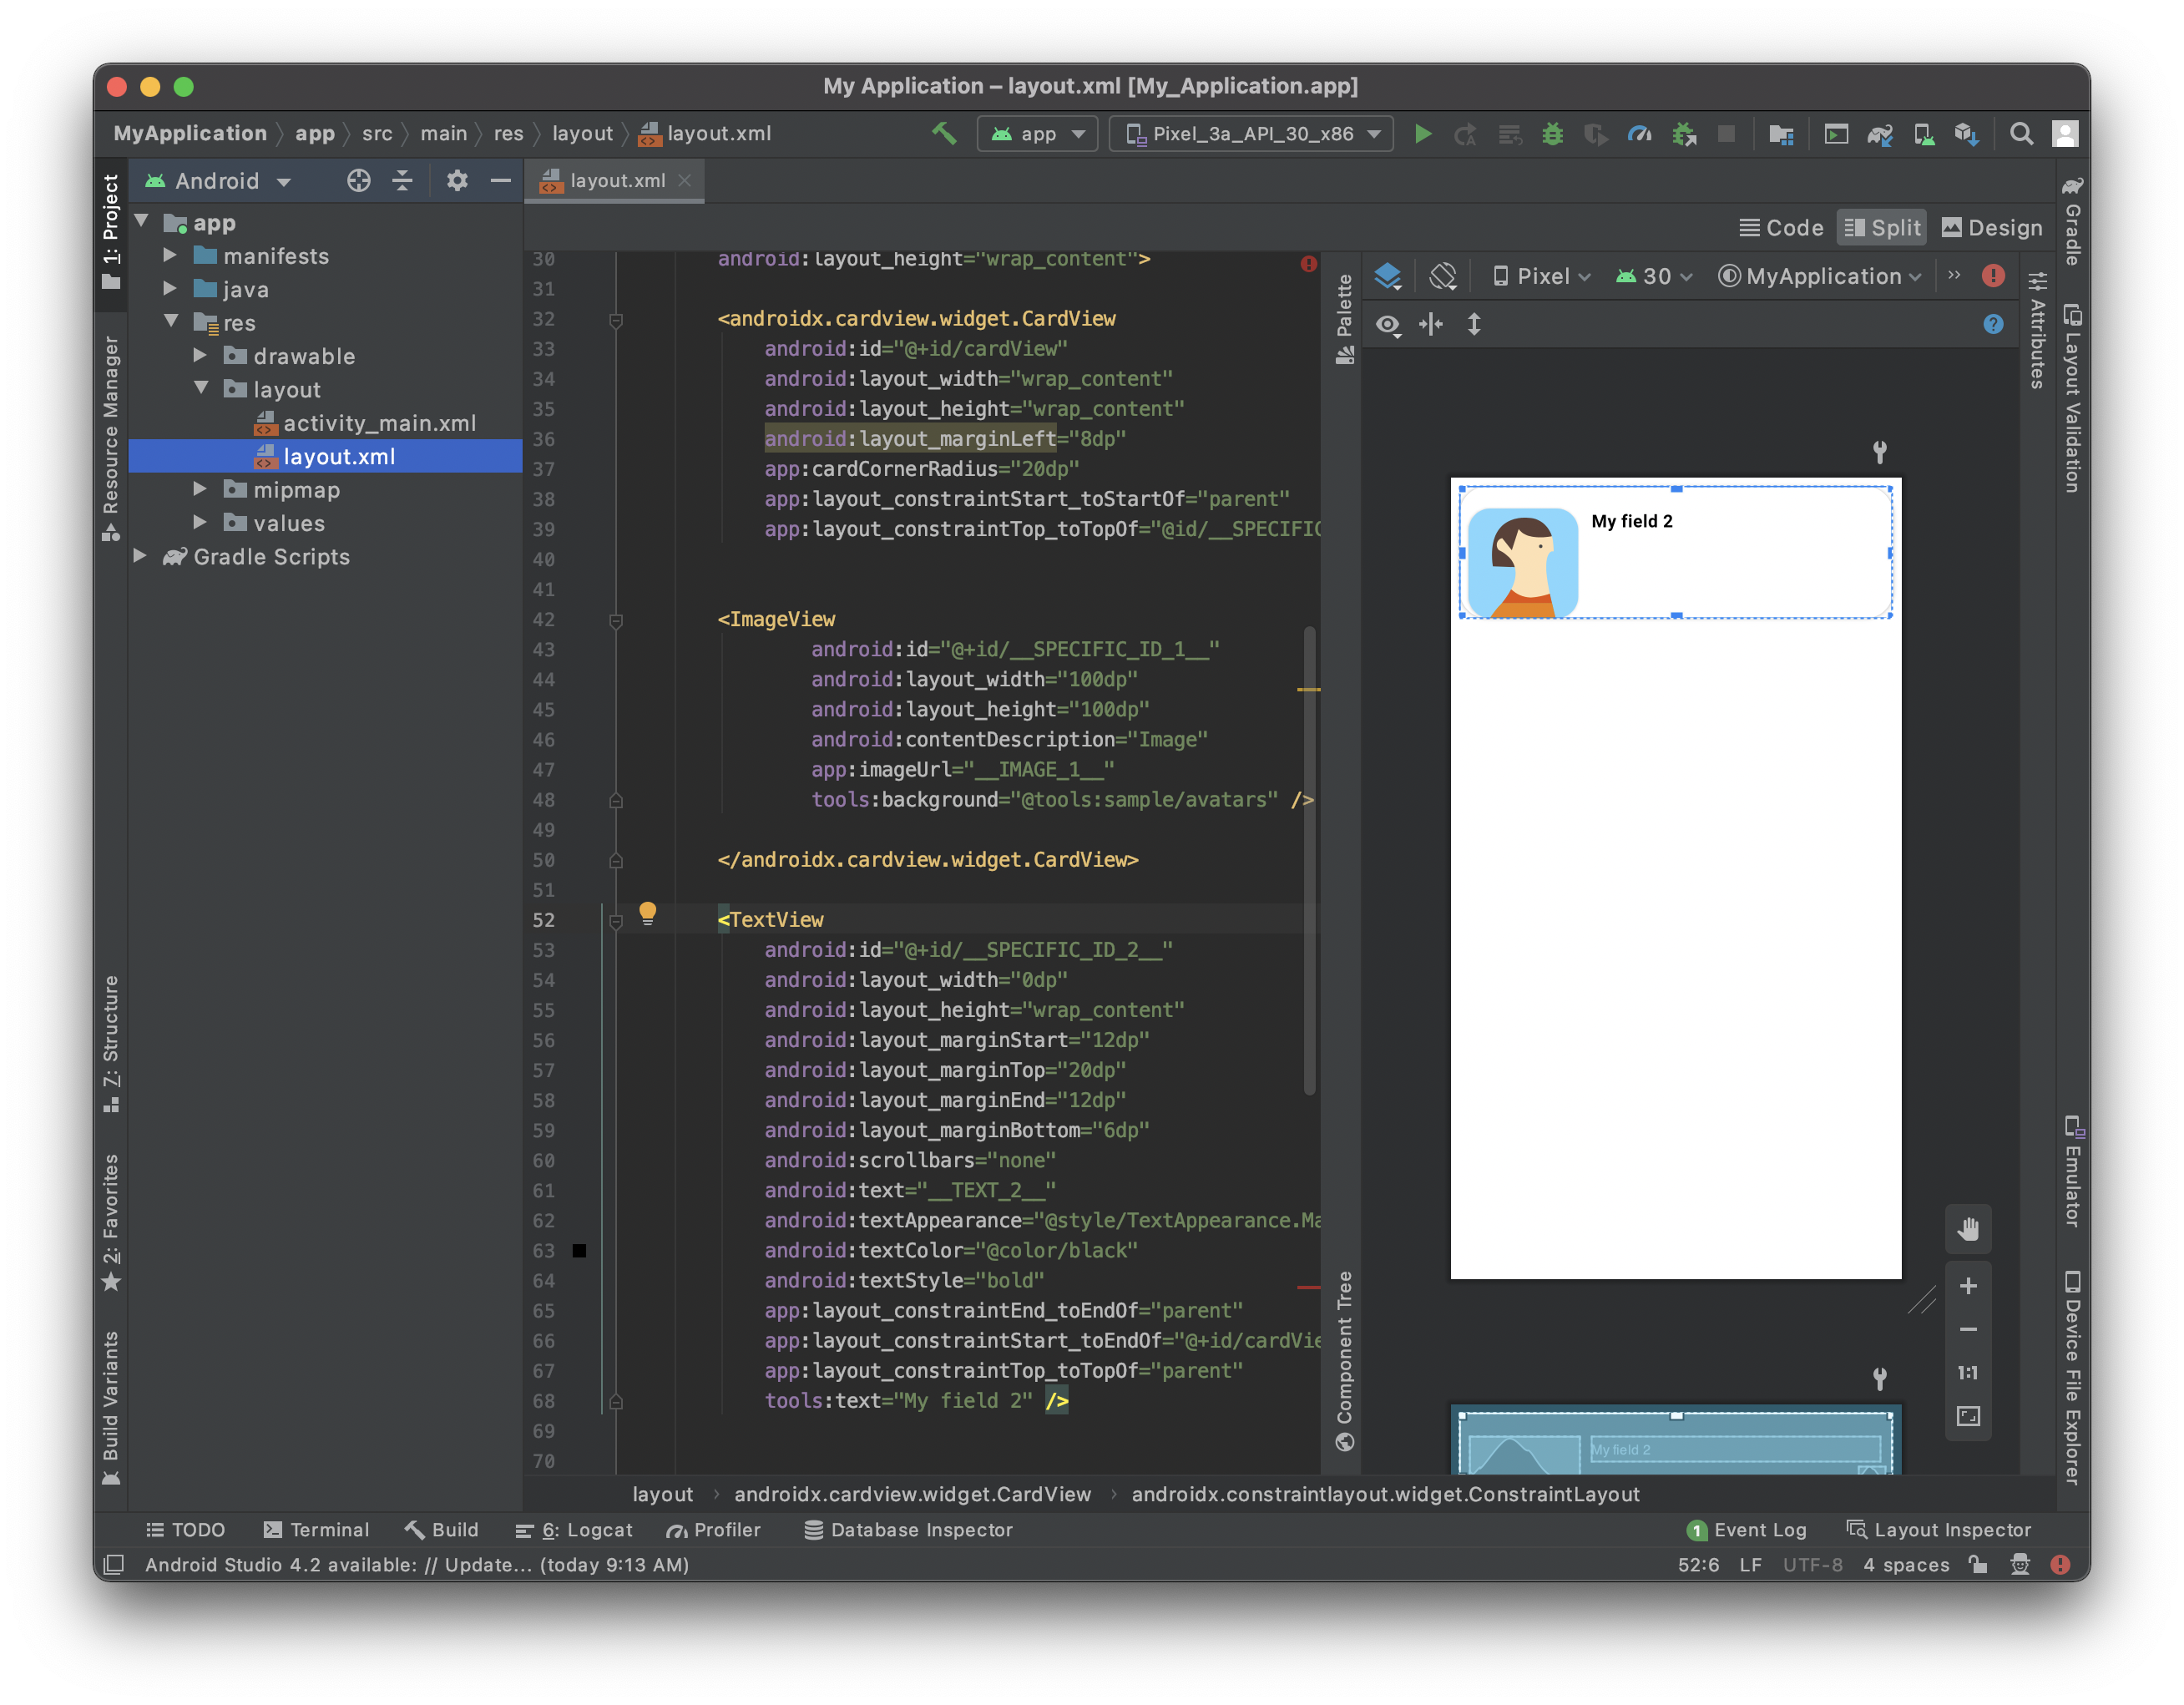 My Application – layout.xml [My_Application.app]
MyApplication app src main res layout layout.xml
app Pixel_3a_API_30_x86
1: Project
Resource Manager
Z: Structure
2: Favorites
Build Variants
Android
app
manifests
java
res
drawable
layout
activity_main.xml
layout.xml
mipmap
values
Gradle Scripts
layout.xml
Code Split Design
30 android:layout_height="wrap_content">
31
32 <androidx.cardview.widget.CardView
33 android:id="@+id/cardView"
34 android:layout_width="wrap_content"
35 android:layout_height="wrap_content"
36 android:layout_marginLeft="8dp"
37 app:cardCornerRadius="20dp"
38 app:layout_constraintStart_toStartOf="parent"
39 app:layout_constraintTop_toTopOf="@id/__SPECIFIC
40
41
42 <ImageView
43 android:id="@+id/__SPECIFIC_ID_1__"
44 android:layout_width="100dp"
45 android:layout_height="100dp"
46 android:contentDescription="Image"
47 app:imageUrl="__IMAGE_1__"
48 tools:background="@tools:sample/avatars" />
49
50 </androidx.cardview.widget.CardView>
51
52 <TextView
53 android:id="@+id/__SPECIFIC_ID_2__"
54 android:layout_width="0dp"
55 android:layout_height="wrap_content"
56 android:layout_marginStart="12dp"
57 android:layout_marginTop="20dp"
58 android:layout_marginEnd="12dp"
59 android:layout_marginBottom="6dp"
60 android:scrollbars="none"
61 android:text="__TEXT_2__"
62 android:textAppearance="@style/TextAppearance.Ma
63 android:textColor="@color/black"
64 android:textStyle="bold"
65 app:layout_constraintEnd_toEndOf="parent"
66 app:layout_constraintStart_toEndOf="@+id/cardVie
67 app:layout_constraintTop_toTopOf="parent"
68 tools:text="My field 2" />
69
70
Palette
Component Tree
Pixel 30 MyApplication »
My field 2
1:1
My field 2
Attributes
Gradle
Layout Validation
Emulator
Device File Explorer
layout › androidx.cardview.widget.CardView › androidx.constraintlayout.widget.ConstraintLayout
TODO Terminal Build 6: Logcat Profiler Database Inspector 1 Event Log Layout Inspector
Android Studio 4.2 available: // Update... (today 9:13 AM) 52:6 LF UTF-8 4 spaces